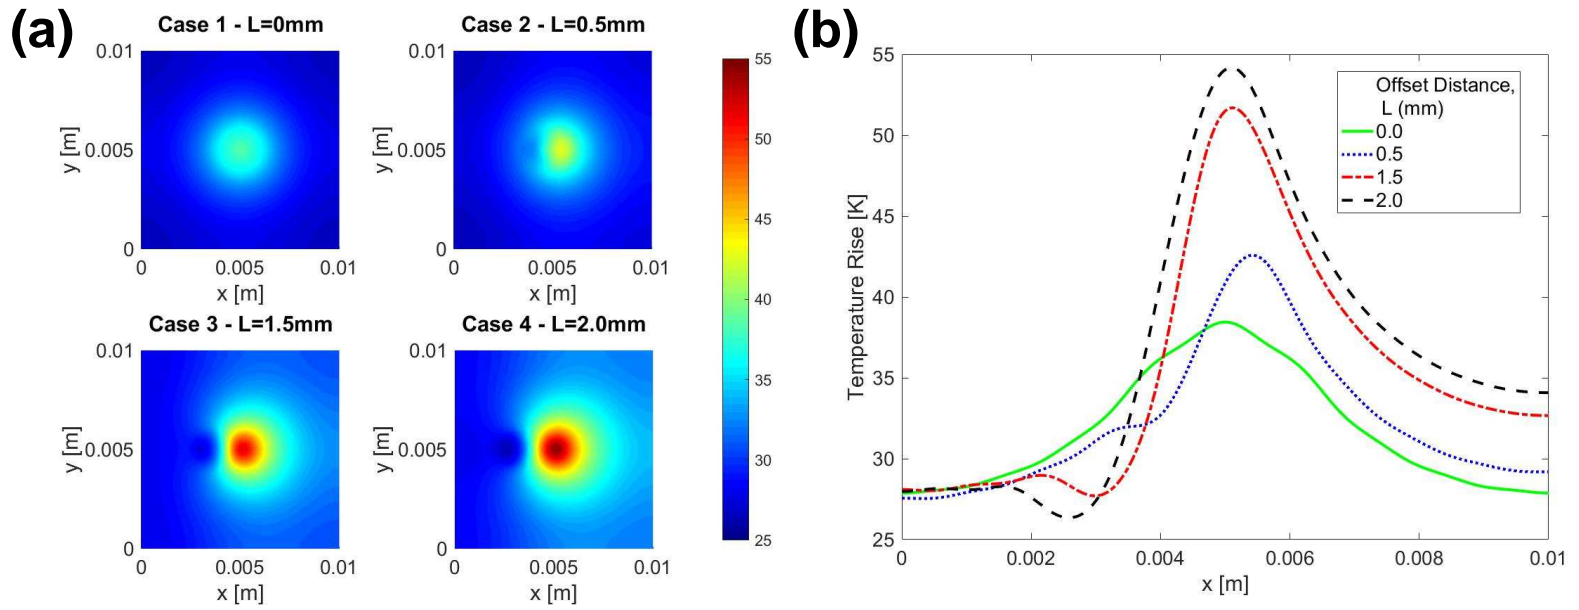 (a)
Case 1 - L=0mm
0.01
0.005
0
y [m]
0
0.005
0.01
x [m]
Case 2 - L=0.5mm
0.01
0.005
0
y [m]
0
0.005
0.01
x [m]
Case 3 - L=1.5mm
0.01
0.005
0
y [m]
0
0.005
0.01
x [m]
Case 4 - L=2.0mm
0.01
0.005
0
y [m]
0
0.005
0.01
x [m]
55
50
45
40
35
30
25
(b)
55
50
45
40
35
30
25
Temperature Rise [K]
0
0.002
0.004
0.006
0.008
0.01
x [m]
Offset Distance,
L (mm)
0.0
0.5
1.5
2.0